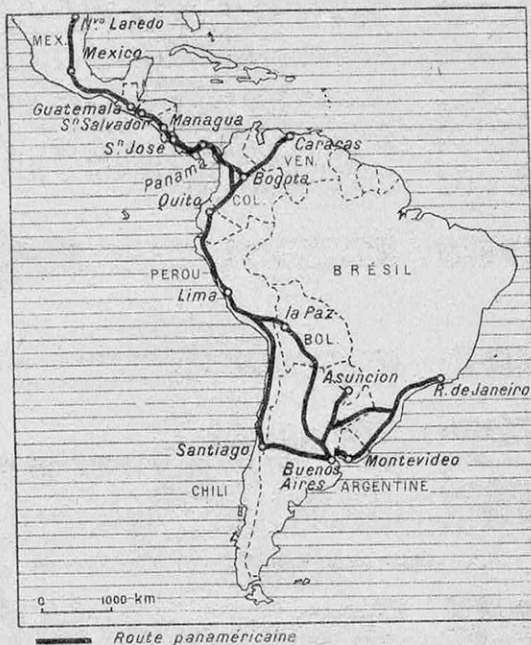 Nvo Laredo
MEX.
Mexico
Guatemala
Sn Salvador
Managua
Sn José
Panama
Caracas
VEN.
Bogota
COL.
Quito
BRÉSIL
PEROU
Lima
la Paz
BOL.
Asuncion
R. de Janeiro
Santiago
Buenos
Aires
Montevideo
CHILI
ARGENTINE
0 1000 km
Route panaméricaine